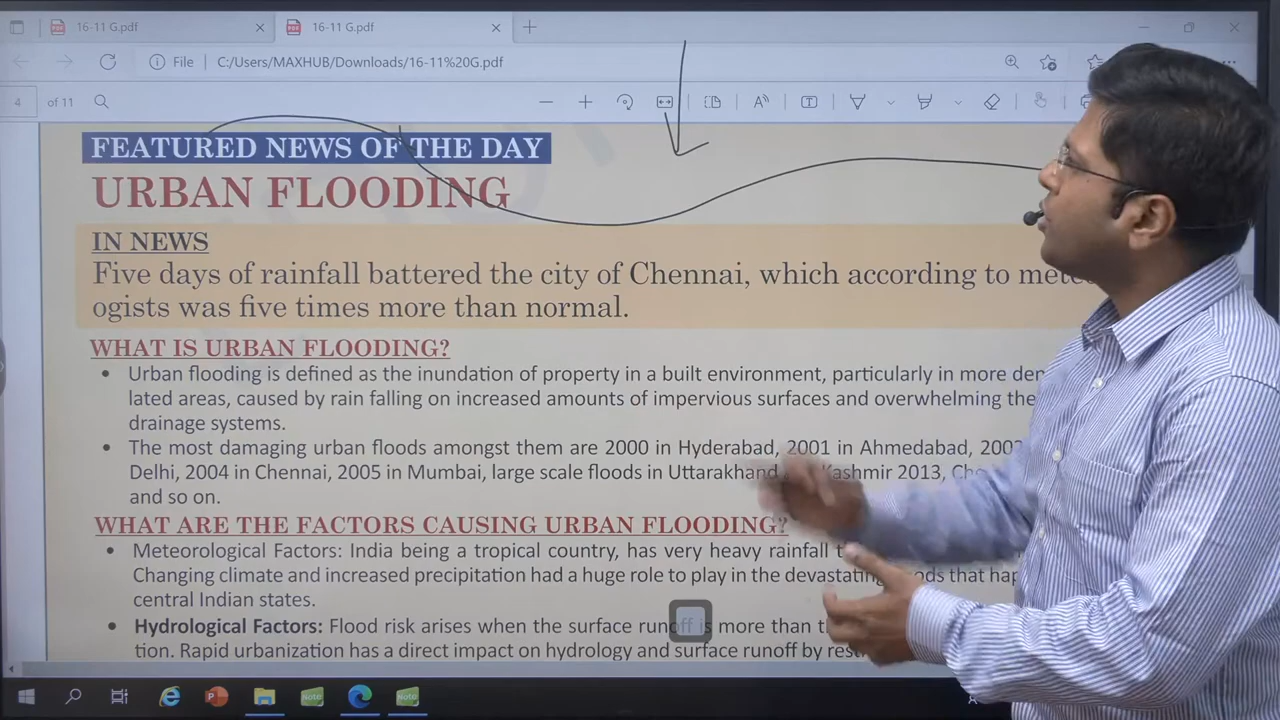 16-11 G.pdf
16-11 G.pdf
File
C:/Users/MAXHUB/Downloads/16-11%20G.pdf
4
of 11
FEATURED NEWS OF THE DAY
URBAN FLOODING
IN NEWS
Five days of rainfall battered the city of Chennai, which according to
ogists was five times more than normal.
WHAT IS URBAN FLOODING?
• Urban flooding is defined as the inundation of property in a built environment, particularly in more
lated areas, caused by rain falling on increased amounts of impervious surfaces and overwhelming the
drainage systems.
• The most damaging urban floods amongst them are 2000 in Hyderabad, 2001 in Ahmedabad,
Delhi, 2004 in Chennai, 2005 in Mumbai, large scale floods in Uttarakhand Kashmir 2013,
and so on.
WHAT ARE THE FACTORS CAUSING URBAN FLOODING?
• Meteorological Factors: India being a tropical country, has very heavy rainfall
Changing climate and increased precipitation had a huge role to play in the devastating
central Indian states.
• Hydrological Factors: Flood risk arises when the surface runoff is more than
tion. Rapid urbanization has a direct impact on hydrology and surface runoff by